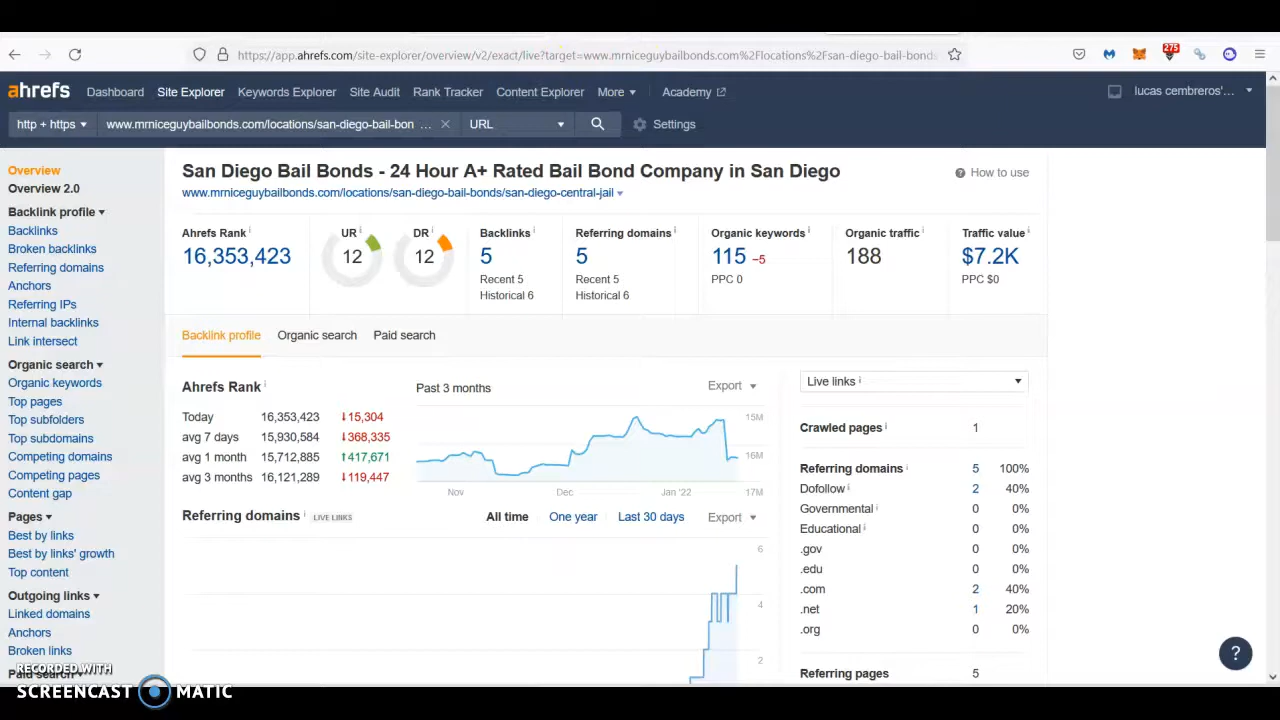 https://app.ahrefs.com/site-explorer/overview/v2/exact/live?target=www.mrniceguybailbonds.com%2Flocations%2Fsan-diego-bail-bonds
275
ahrefs Dashboard Site Explorer Keywords Explorer Site Audit Rank Tracker Content Explorer More Academy lucas cembreros'...
http + https www.mrniceguybailbonds.com/locations/san-diego-bail-bon ... URL Settings
Overview
Overview 2.0
Backlink profile
Backlinks
Broken backlinks
Referring domains
Anchors
Referring IPs
Internal backlinks
Link intersect
Organic search
Organic keywords
Top pages
Top subfolders
Top subdomains
Competing domains
Competing pages
Content gap
Pages
Best by links
Best by links' growth
Top content
Outgoing links
Linked domains
Anchors
Broken links
Paid search
San Diego Bail Bonds - 24 Hour A+ Rated Bail Bond Company in San Diego
? How to use
www.mrniceguybailbonds.com/locations/san-diego-bail-bonds/san-diego-central-jail
Ahrefs Rank i
16,353,423
UR i
12
DR i
12
Backlinks i
5
Recent 5
Historical 6
Referring domains i
5
Recent 5
Historical 6
Organic keywords i
115 –5
PPC 0
Organic traffic i
188
Traffic value i
$7.2K
PPC $0
Backlink profile Organic search Paid search
Ahrefs Rank i
Past 3 months
Export
Today 16,353,423 ↓15,304
avg 7 days 15,930,584 ↓368,335
avg 1 month 15,712,885 ↑417,671
avg 3 months 16,121,289 ↓119,447
15M
16M
17M
Nov Dec Jan '22
Referring domains i LIVE LINKS
All time One year Last 30 days Export
6
4
2
Live links i
Crawled pages i 1
Referring domains i 5 100%
Dofollow i 2 40%
Governmental i 0 0%
Educational i 0 0%
.gov 0 0%
.edu 0 0%
.com 2 40%
.net 1 20%
.org 0 0%
Referring pages 5
?
RECORDED WITH
SCREENCAST MATIC